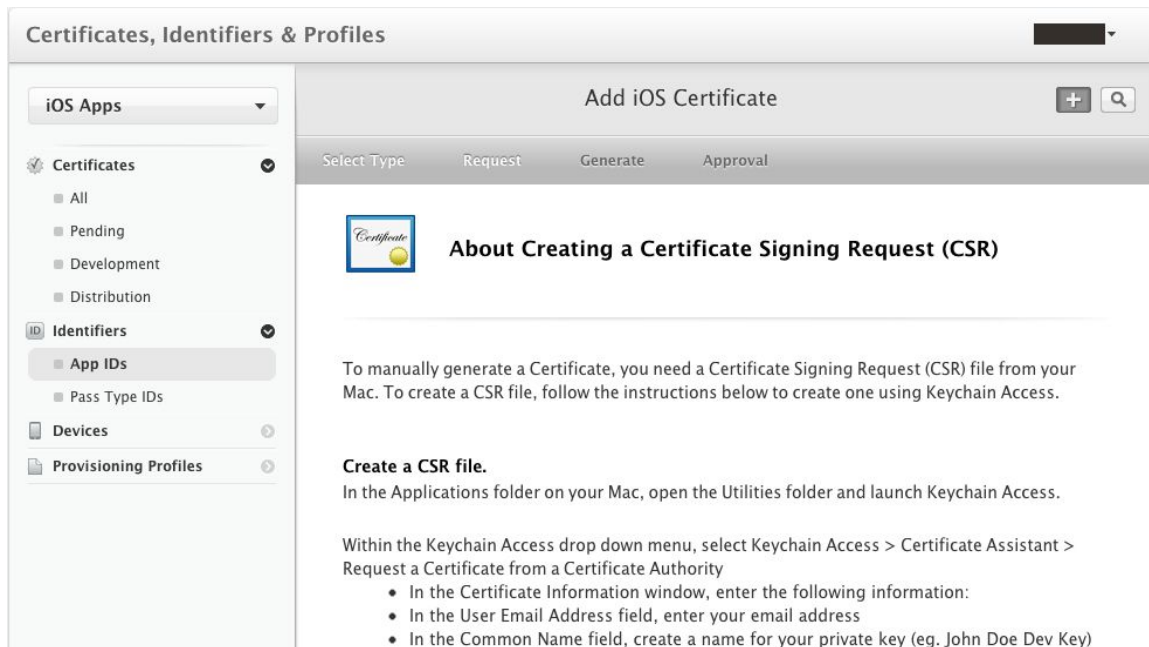 Certificates, Identifiers & Profiles
iOS Apps
Add iOS Certificate
Select Type Request Generate Approval
Certificates
All
Pending
Development
Distribution
ID Identifiers
App IDs
Pass Type IDs
Devices
Provisioning Profiles
Certificate
About Creating a Certificate Signing Request (CSR)
To manually generate a Certificate, you need a Certificate Signing Request (CSR) file from your
Mac. To create a CSR file, follow the instructions below to create one using Keychain Access.
Create a CSR file.
In the Applications folder on your Mac, open the Utilities folder and launch Keychain Access.
Within the Keychain Access drop down menu, select Keychain Access > Certificate Assistant >
Request a Certificate from a Certificate Authority
• In the Certificate Information window, enter the following information:
• In the User Email Address field, enter your email address
• In the Common Name field, create a name for your private key (eg. John Doe Dev Key)